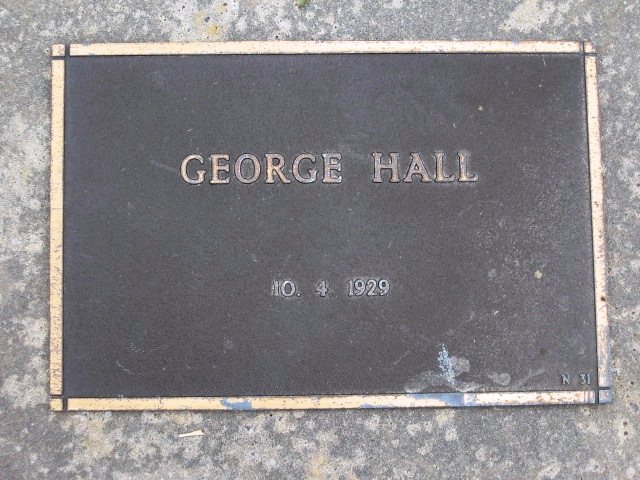 GEORGE HALL
10. 4. 1929
N 31